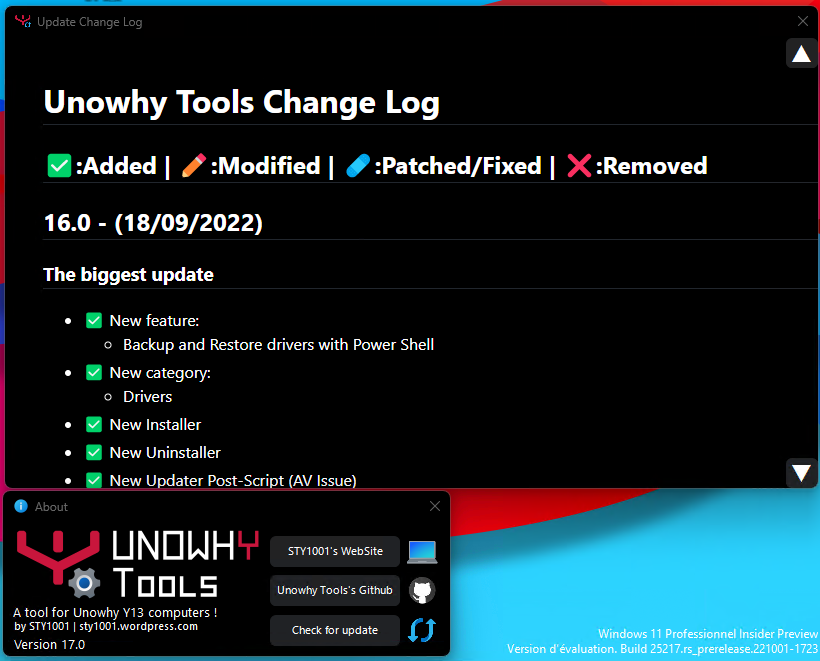 Update Change Log
Unowhy Tools Change Log
✅:Added | ✏️:Modified | 🩹:Patched/Fixed | ❌:Removed
16.0 - (18/09/2022)
The biggest update
• ✅ New feature:
○ Backup and Restore drivers with Power Shell
• ✅ New category:
○ Drivers
• ✅ New Installer
• ✅ New Uninstaller
• ✅ New Updater Post-Script (AV Issue)
About
UNOWHY
TOOLS
A tool for Unowhy Y13 computers !
by STY1001 | sty1001.wordpress.com
Version 17.0
STY1001's WebSite
Unowhy Tools's Github
Check for update
Windows 11 Professionnel Insider Preview
Version d'évaluation. Build 25217.rs_prerelease.221001-1723